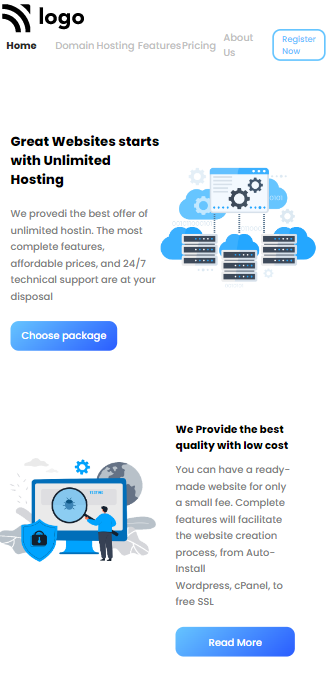 logo
Home Domain Hosting Features Pricing About Us
Register Now
Great Websites starts
with Unlimited
Hosting
We provedi the best offer of
unlimited hostin. The most
complete features,
affordable prices, and 24/7
technical support are at your
disposal
Choose package
We Provide the best
quality with low cost
You can have a ready-
made website for only
a small fee. Complete
features will facilitate
the website creation
process, from Auto-
Install
Wordpress, cPanel, to
free SSL
Read More